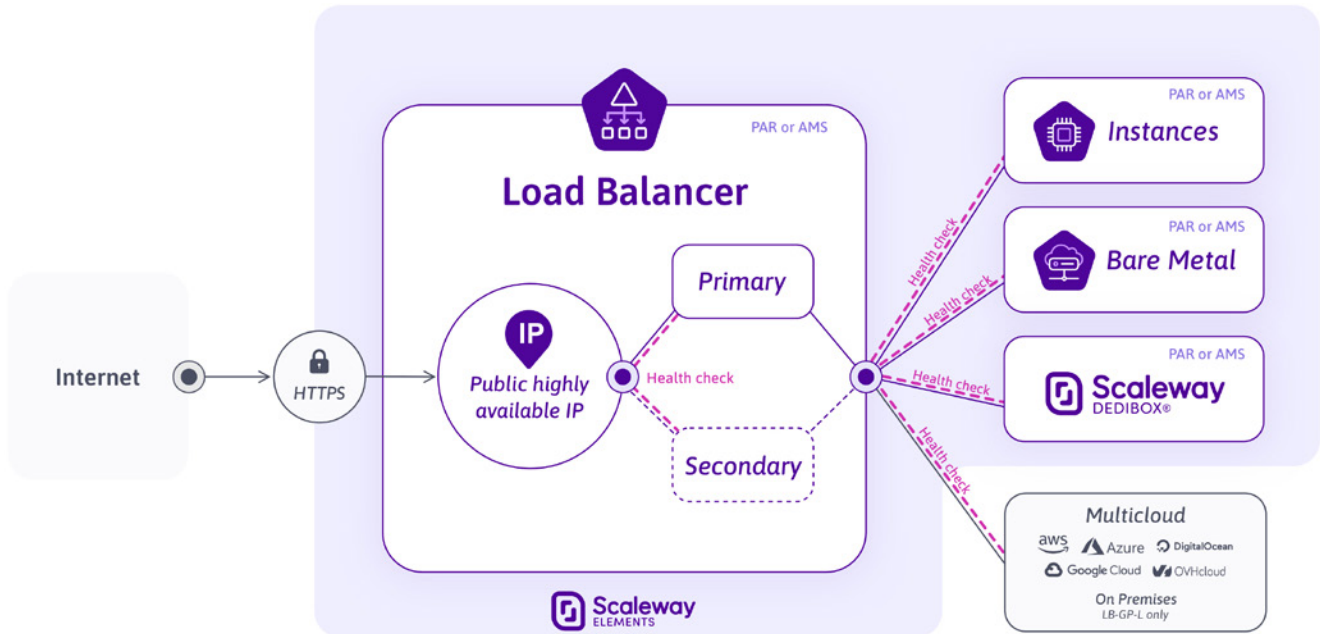 Internet
HTTPS
PAR or AMS
Load Balancer
IP
Public highly
available IP
Primary
Health check
Secondary
Scaleway
ELEMENTS
Health check
Health check
Health check
Health check
PAR or AMS
Instances
PAR or AMS
Bare Metal
PAR or AMS
Scaleway
DEDIBOX®
Multicloud
aws Azure DigitalOcean
Google Cloud OVHcloud
On Premises
LB-GP-L only